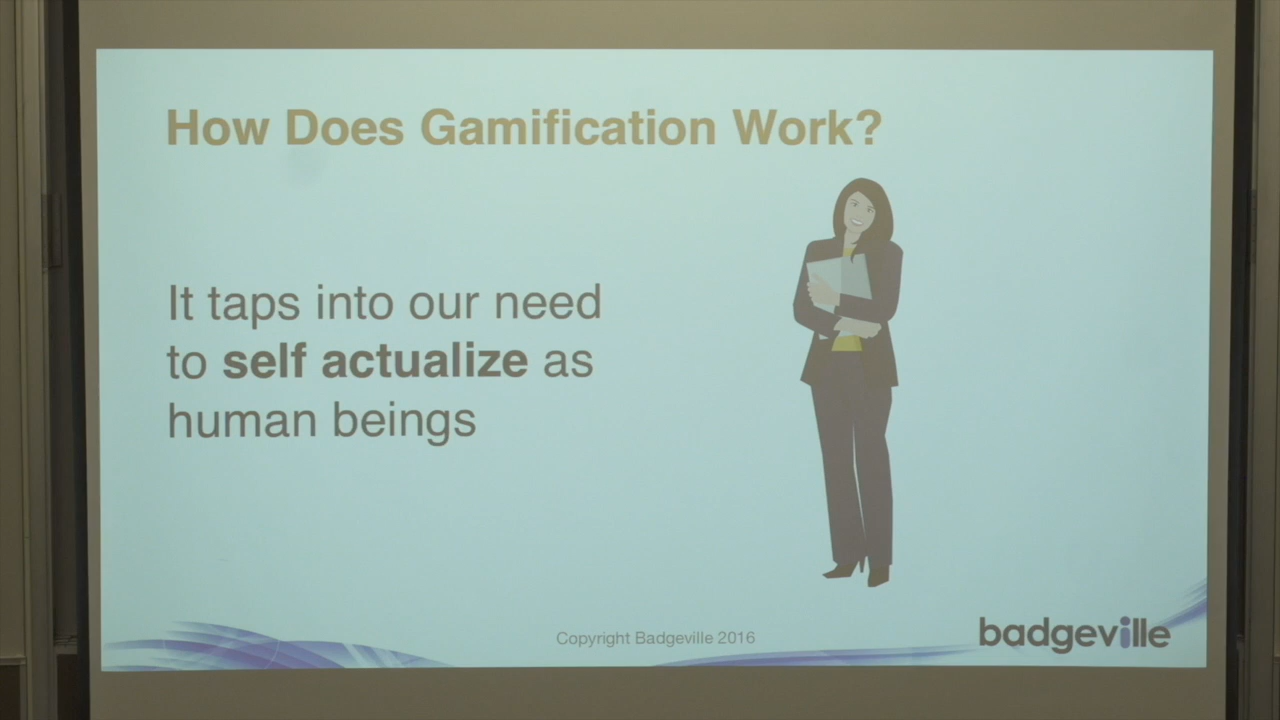 How Does Gamification Work?
It taps into our need
to self actualize as
human beings
Copyright Badgeville 2016
badgeville